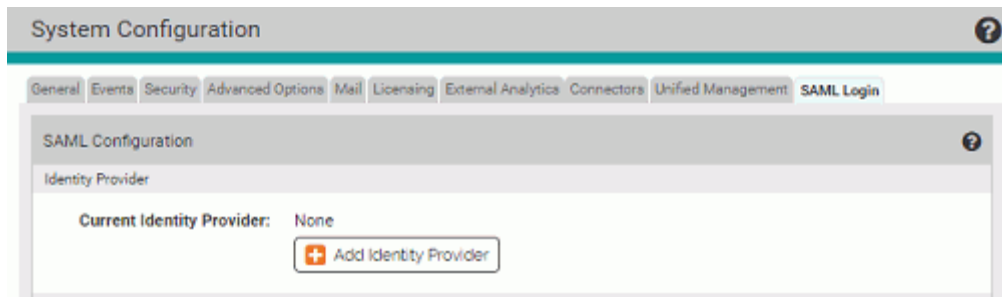 System Configuration
General Events Security Advanced Options Mail Licensing External Analytics Connectors Unified Management SAML Login
SAML Configuration
Identity Provider
Current Identity Provider: None
Add Identity Provider